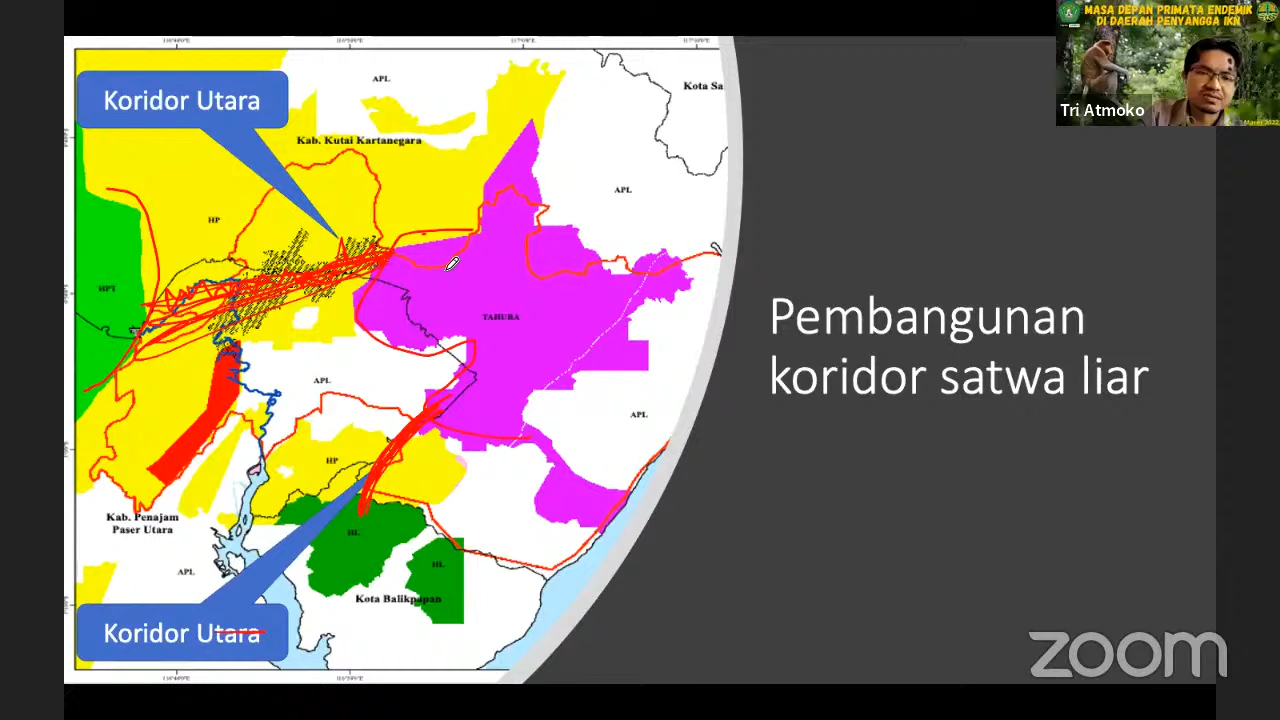 MASA DEPAN PRIMATA ENDEMIK
DI DAERAH PENYANGGA IKN
Tri Atmoko
Maret 2022
Koridor Utara
APL
Kota Sa
Kab. Kutai Kartanegara
APL
HP
HPT
TAHURA
Pembangunan
koridor satwa liar
APL
APL
HP
Kab. Penajam
Paser Utara
HL
HL
APL
Kota Balikpapan
Koridor Utara
zoom